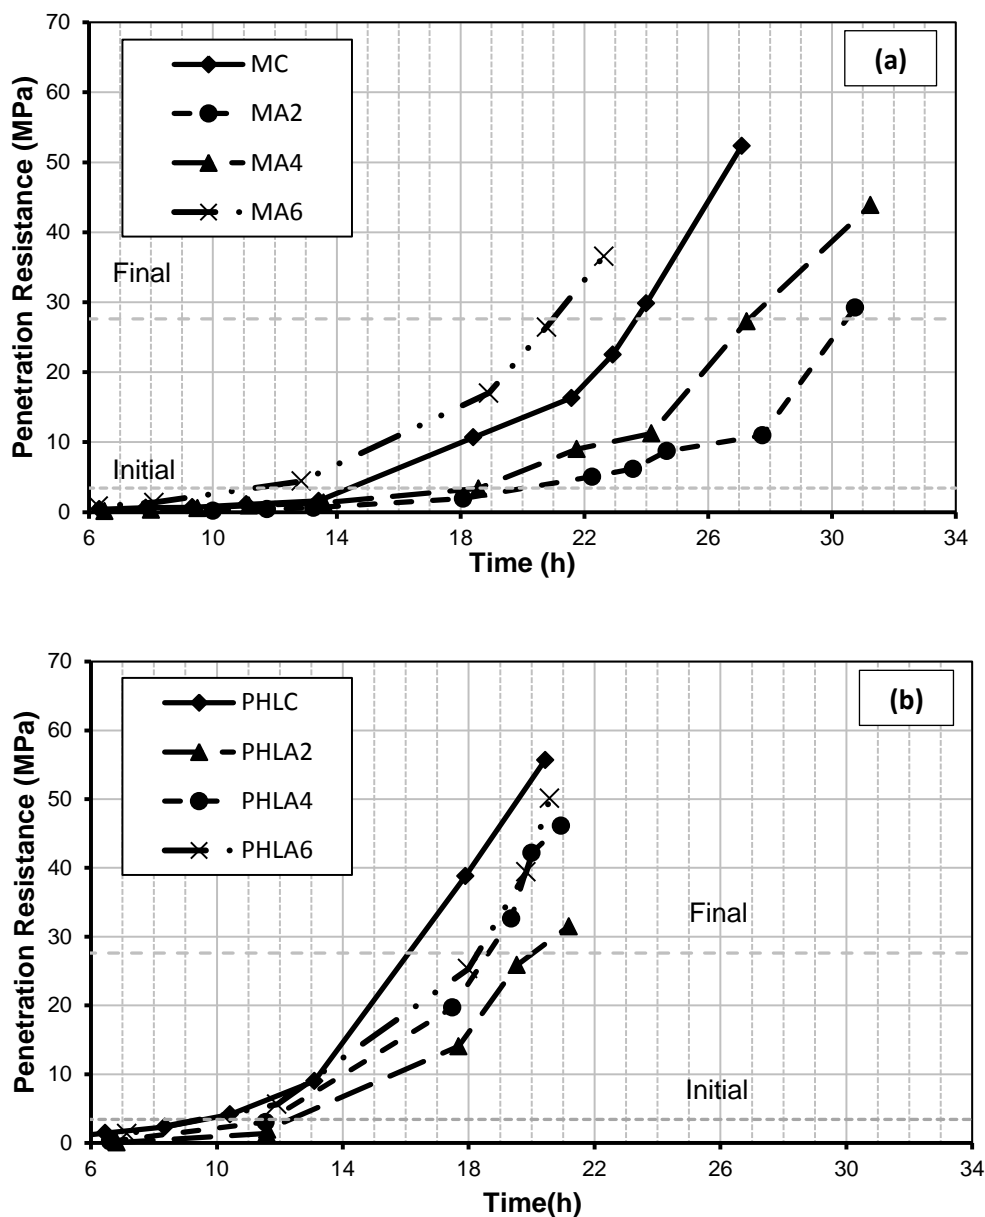 Penetration Resistance (MPa)
70
60
50
40
30
20
10
0
MC
MA2
MA4
MA6
(a)
Final
Initial
6 10 14 18 22 26 30 34
Time (h)
Penetration Resistance (MPa)
70
60
50
40
30
20
10
0
PHLC
PHLA2
PHLA4
PHLA6
(b)
Final
Initial
6 10 14 18 22 26 30 34
Time(h)